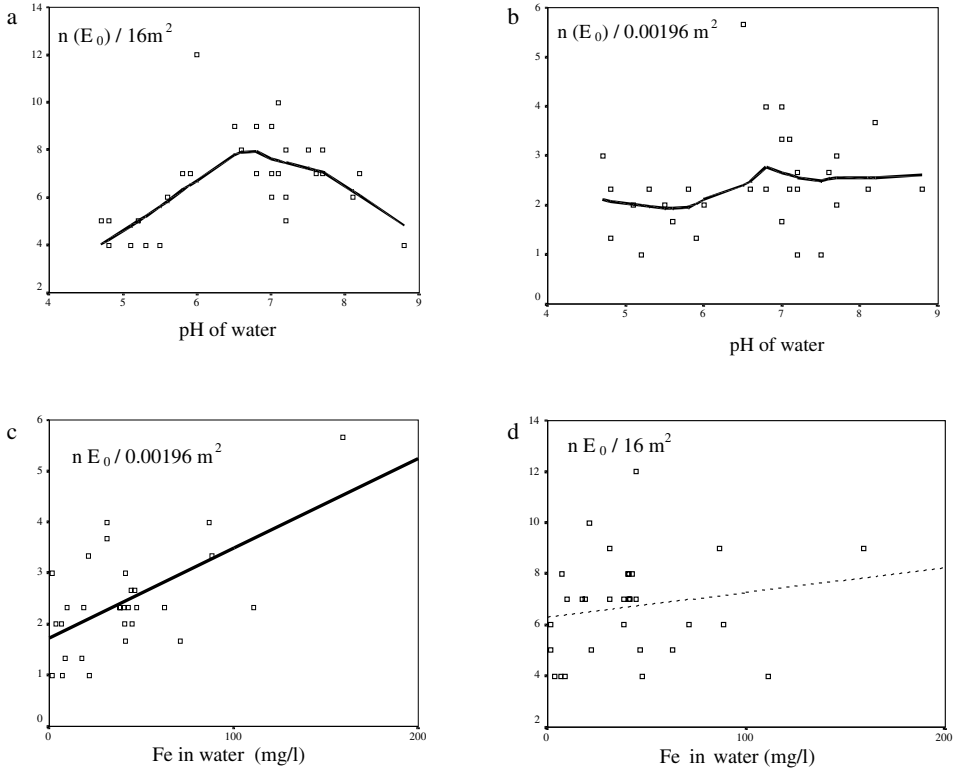 a
n (E₀) / 16m²
14
12
10
8
6
4
2
4 5 6 7 8 9
pH of water
b
n (E₀) / 0.00196 m²
6
5
4
3
2
1
0
4 5 6 7 8 9
pH of water
c
n E₀ / 0.00196 m²
6
5
4
3
2
1
0
0 100 200
Fe in water (mg/l)
d
n E₀ / 16 m²
14
12
10
8
6
4
2
0 100 200
Fe in water (mg/l)